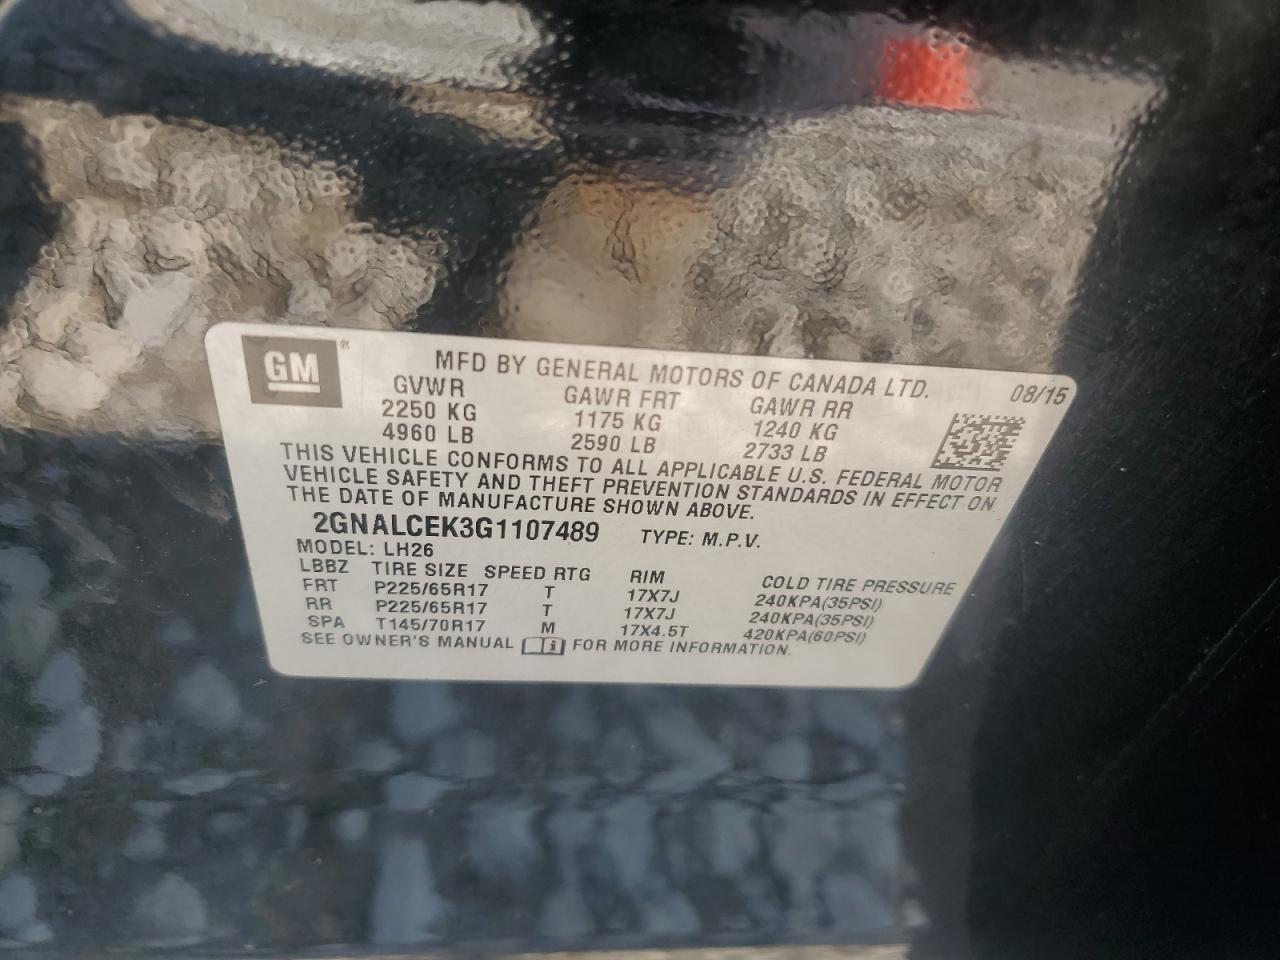 GM®
MFD BY GENERAL MOTORS OF CANADA LTD. 08/15
GVWR GAWR FRT GAWR RR
2250 KG 1175 KG 1240 KG
4960 LB 2590 LB 2733 LB
THIS VEHICLE CONFORMS TO ALL APPLICABLE U.S. FEDERAL MOTOR
VEHICLE SAFETY AND THEFT PREVENTION STANDARDS IN EFFECT ON
THE DATE OF MANUFACTURE SHOWN ABOVE.
2GNALCEK3G1107489 TYPE: M.P.V.
MODEL: LH26
LBBZ TIRE SIZE SPEED RTG RIM COLD TIRE PRESSURE
FRT P225/65R17 T 17X7J 240KPA(35PSI)
RR P225/65R17 T 17X7J 240KPA(35PSI)
SPA T145/70R17 M 17X4.5T 420KPA(60PSI)
SEE OWNER'S MANUAL i FOR MORE INFORMATION.